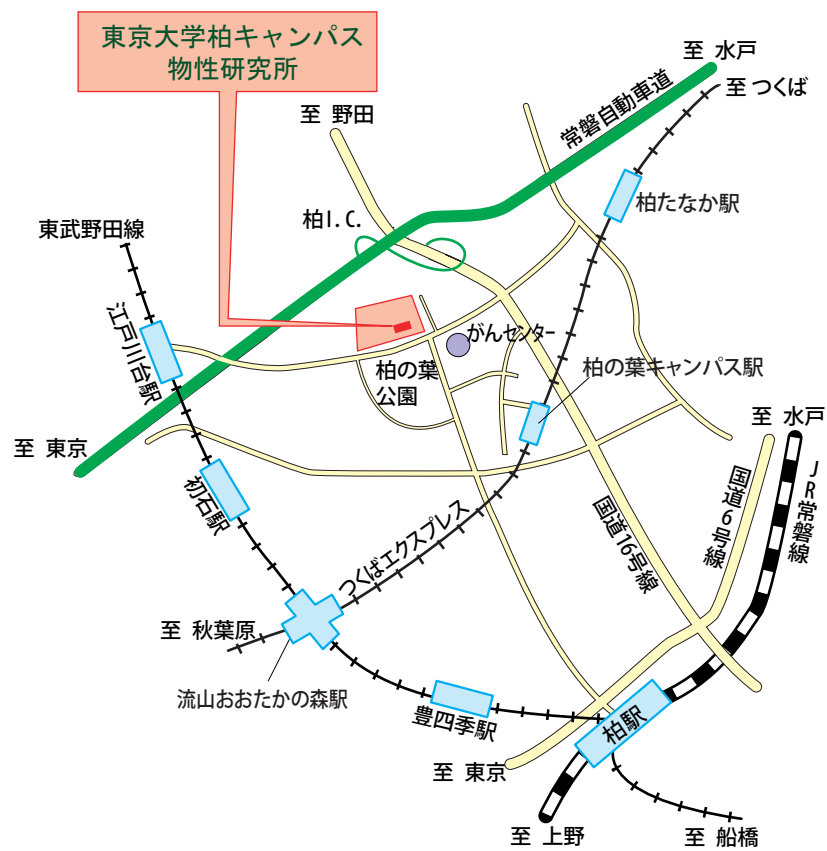 東京大学柏キャンパス
物性研究所
至 水戸
至 つくば
至 野田
常磐自動車道
柏たなか駅
柏I.C.
東武野田線
江戸川台駅
がんセンター
柏の葉
公園
柏の葉キャンパス駅
至 水戸
至 東京
初石駅
国道6号線
JR常磐線
つくばエクスプレス
国道16号線
至 秋葉原
流山おおたかの森駅
豊四季駅
柏駅
至 東京
至 上野
至 船橋